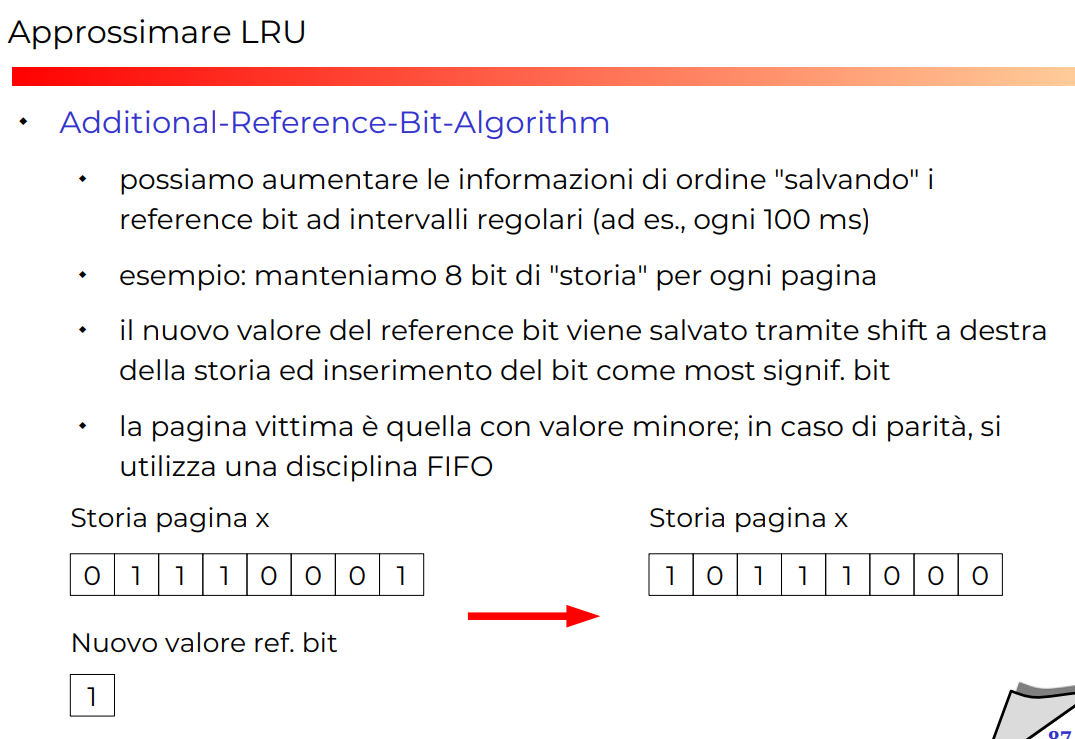 Approssimare LRU
Additional-Reference-Bit-Algorithm
possiamo aumentare le informazioni di ordine "salvando" i
reference bit ad intervalli regolari (ad es., ogni 100 ms)
esempio: manteniamo 8 bit di "storia" per ogni pagina
il nuovo valore del reference bit viene salvato tramite shift a destra
della storia ed inserimento del bit come most signif. bit
la pagina vittima è quella con valore minore; in caso di parità, si
utilizza una disciplina FIFO
Storia pagina x
Storia pagina x
0 1 1 1 0 0 0 1
1 0 1 1 1 0 0 0
Nuovo valore ref. bit
1
87